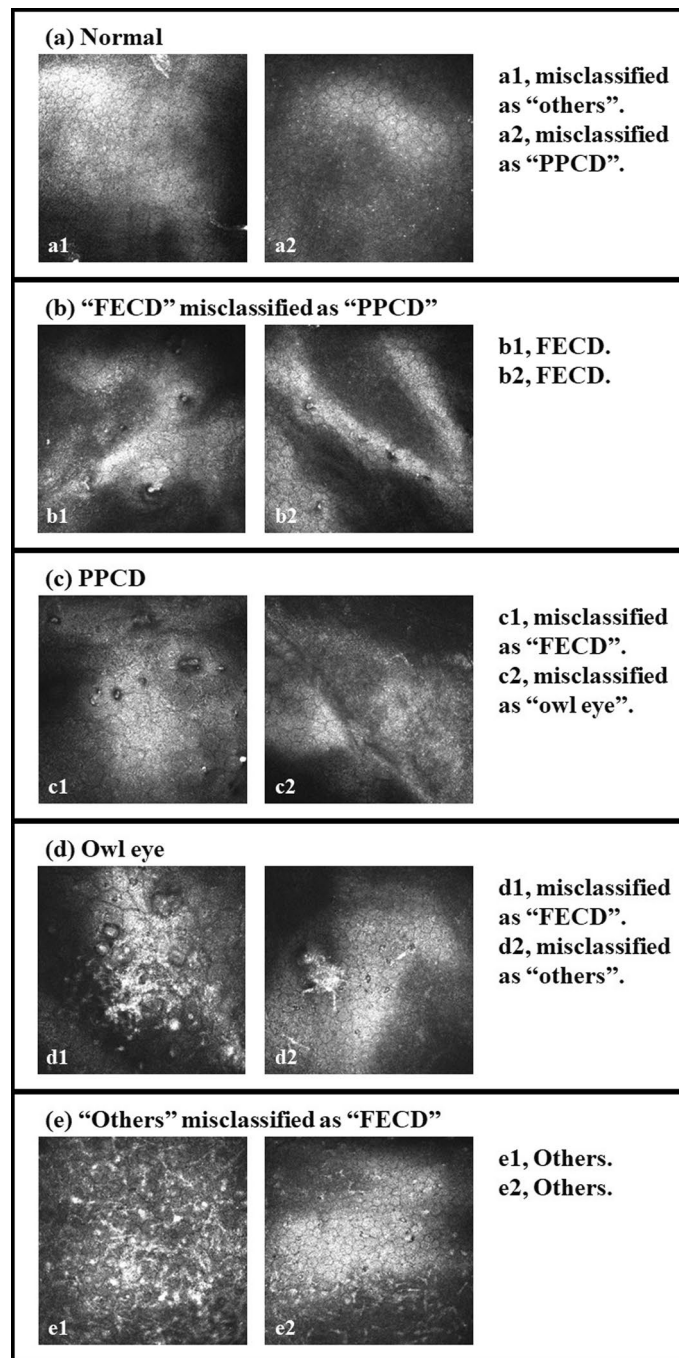 (a) Normal
a1, misclassified
as “others”.
a2, misclassified
as “PPCD”.
a1
a2
(b) “FECD” misclassified as “PPCD”
b1, FECD.
b2, FECD.
b1
b2
(c) PPCD
c1, misclassified
as “FECD”.
c2, misclassified
as “owl eye”.
c1
c2
(d) Owl eye
d1, misclassified
as “FECD”.
d2, misclassified
as “others”.
d1
d2
(e) “Others” misclassified as “FECD”
e1, Others.
e2, Others.
e1
e2